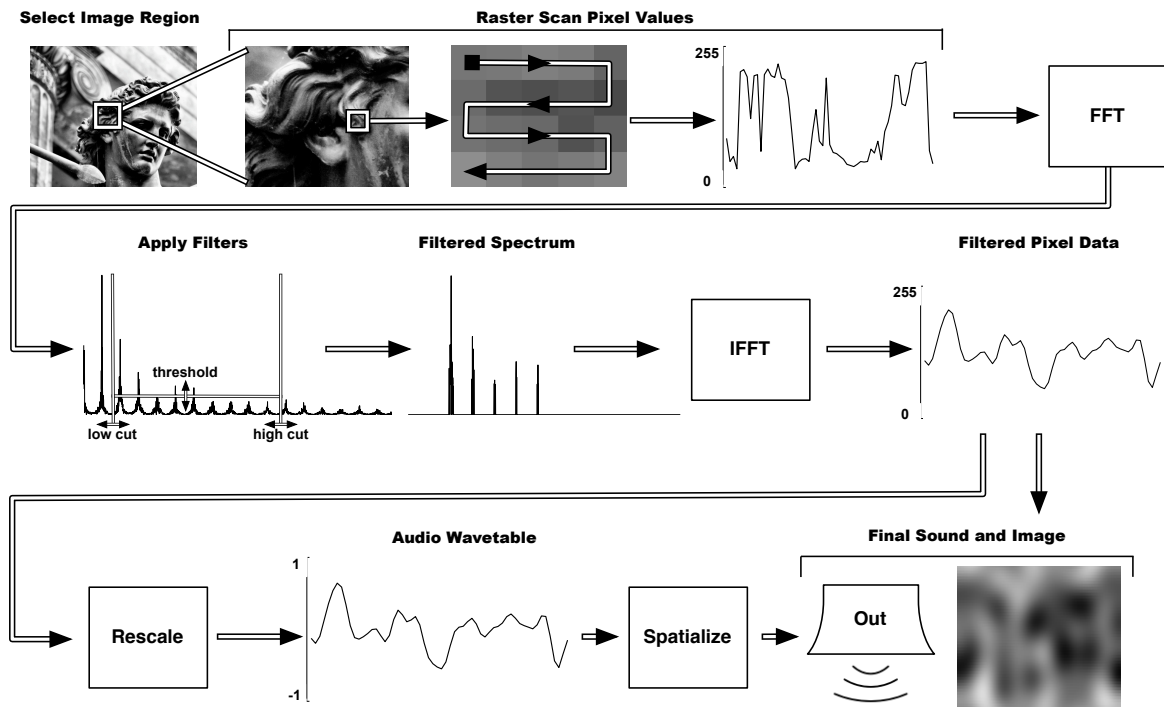 Select Image Region
Raster Scan Pixel Values
255
0
FFT
Apply Filters
Filtered Spectrum
Filtered Pixel Data
threshold
low cut
high cut
IFFT
255
0
Audio Wavetable
Final Sound and Image
Rescale
1
-1
Spatialize
Out